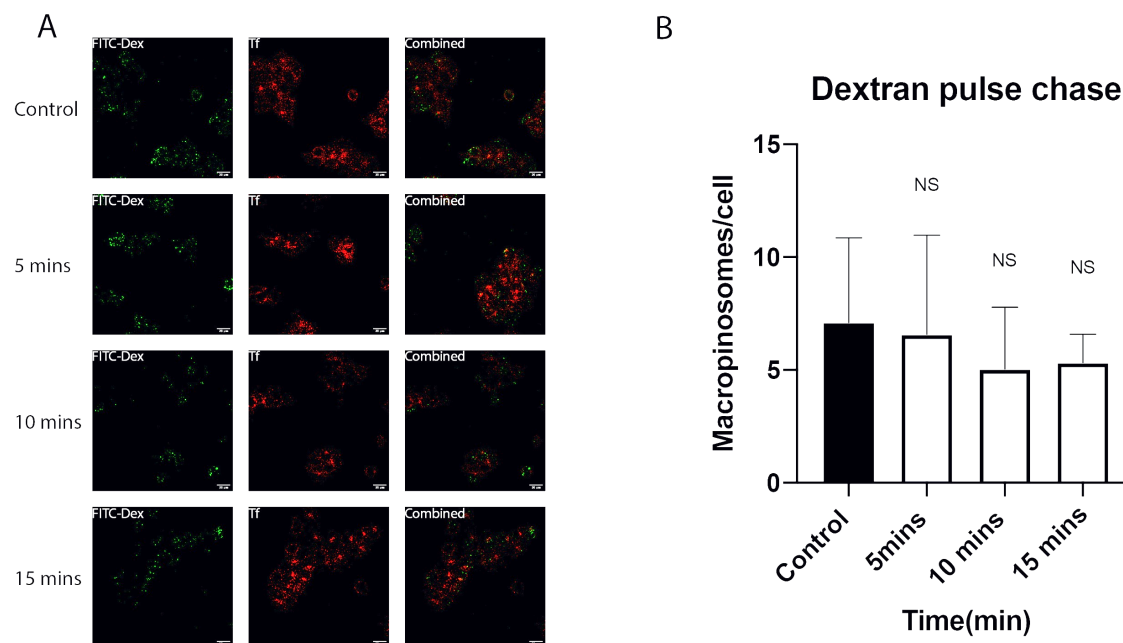 A
FITC-Dex
Tf
Combined
Control
FITC-Dex
Tf
Combined
5 mins
FITC-Dex
Tf
Combined
10 mins
FITC-Dex
Tf
Combined
15 mins
B
Dextran pulse chase
Macropinosomes/cell
15
10
5
0
NS
NS
NS
Control
5mins
10 mins
15 mins
Time(min)